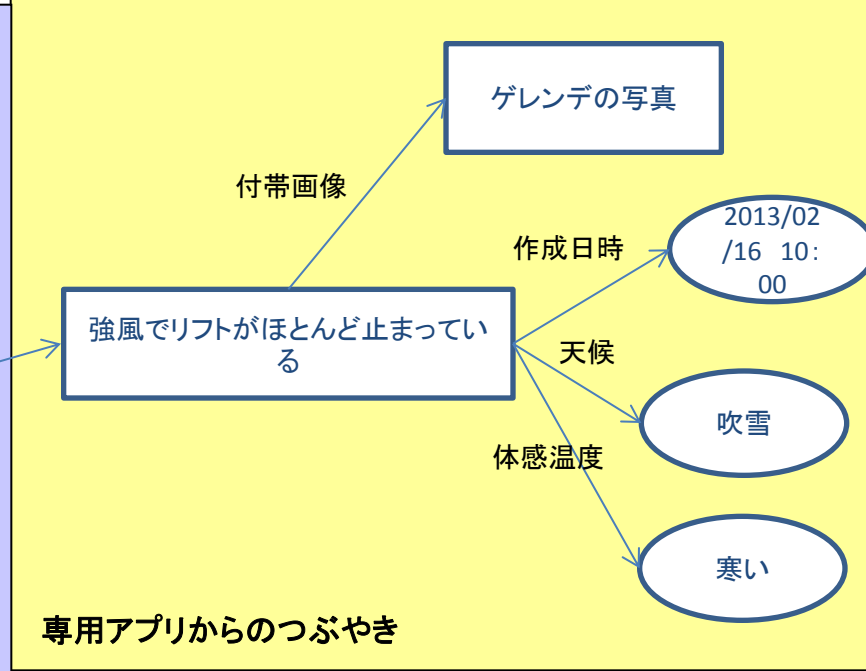 ゲレンデの写真
付帯画像
2013/02
/16 10:
00
作成日時
強風でリフトがほとんど止まってい
る
天候
吹雪
体感温度
寒い
専用アプリからのつぶやき